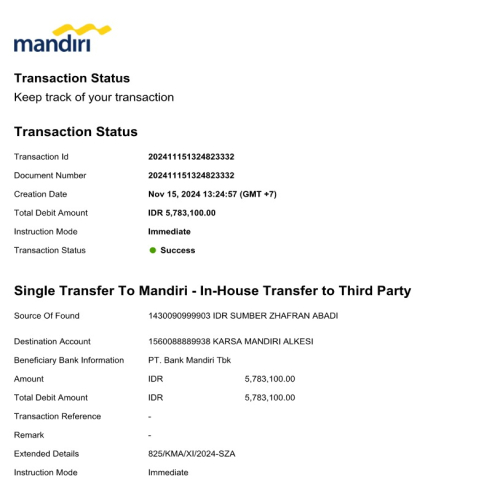 mandiri
Transaction Status
Keep track of your transaction
Transaction Status
Transaction Id 202411151324823332
Document Number 202411151324823332
Creation Date Nov 15, 2024 13:24:57 (GMT +7)
Total Debit Amount IDR 5,783,100.00
Instruction Mode Immediate
Transaction Status Success
Single Transfer To Mandiri - In-House Transfer to Third Party
Source Of Found 1430090999903 IDR SUMBER ZHAFRAN ABADI
Destination Account 1560088889938 KARSA MANDIRI ALKESI
Beneficiary Bank Information PT. Bank Mandiri Tbk
Amount IDR 5,783,100.00
Total Debit Amount IDR 5,783,100.00
Transaction Reference -
Remark -
Extended Details 825/KMA/XI/2024-SZA
Instruction Mode Immediate